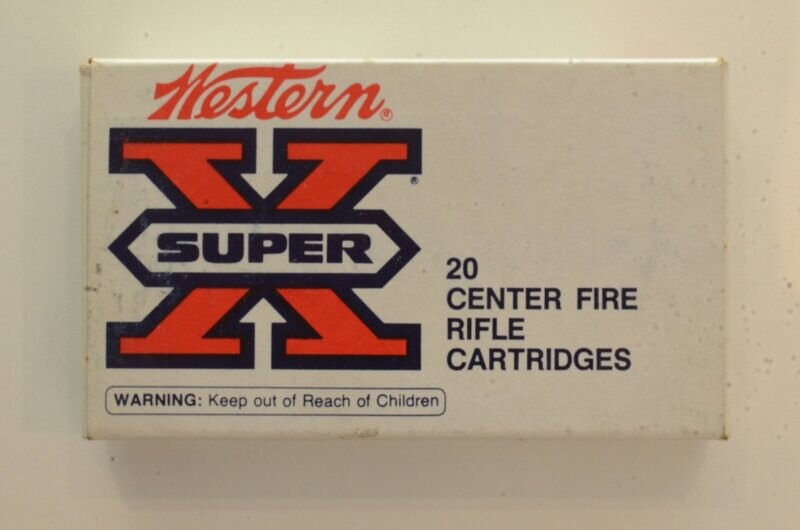 Western®
SUPER X®
20
CENTER FIRE
RIFLE
CARTRIDGES
WARNING: Keep out of Reach of Children